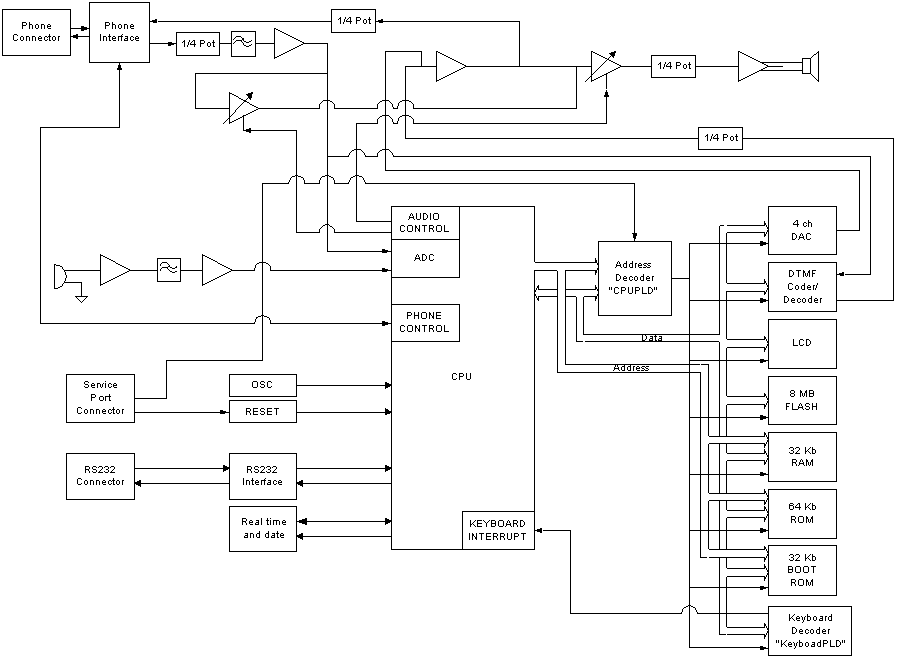 Phone
Connector
Phone
Interface
1/4 Pot
1/4 Pot
1/4 Pot
1/4 Pot
AUDIO
CONTROL
ADC
PHONE
CONTROL
CPU
KEYBOARD
INTERRUPT
Address
Decoder
"CPUPLD"
Data
Address
Service
Port
Connector
OSC
RESET
RS232
Connector
RS232
Interface
Real time
and date
4 ch
DAC
DTMF
Coder/
Decoder
LCD
8 MB
FLASH
32 Kb
RAM
64 Kb
ROM
32 Kb
BOOT
ROM
Keyboard
Decoder
"KeyboadPLD"